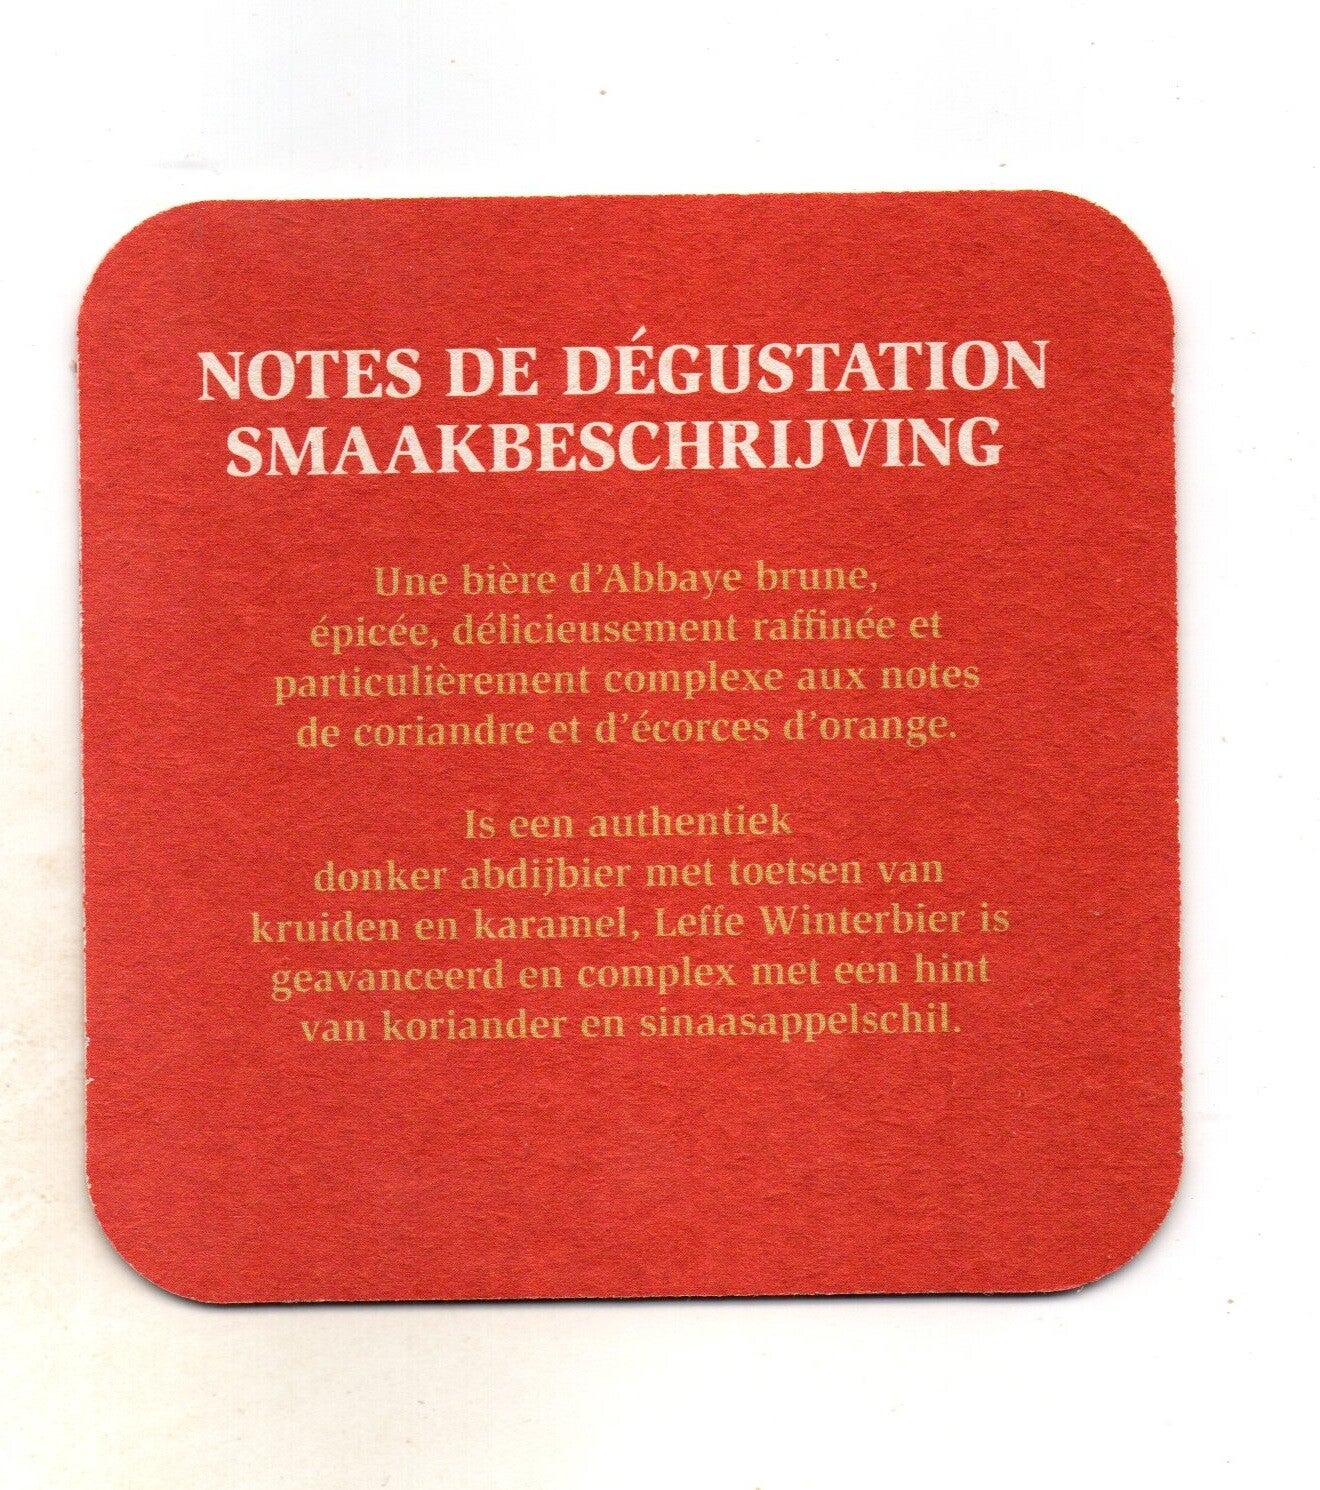 NOTES DE DÉGUSTATION
SMAAKBESCHRIJVING
Une bière d'Abbaye brune,
épicée, délicieusement raffinée et
particulièrement complexe aux notes
de coriandre et d'écorces d'orange.
Is een authentiek
donker abdijbier met toetsen van
kruiden en karamel, Leffe Winterbier is
geavanceerd en complex met een hint
van koriander en sinaasappelschil.